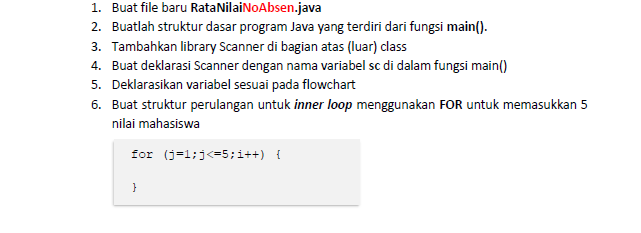 1. Buat file baru RataNilaiNoAbsen.java
2. Buatlah struktur dasar program Java yang terdiri dari fungsi main().
3. Tambahkan library Scanner di bagian atas (luar) class
4. Buat deklarasi Scanner dengan nama variabel sc di dalam fungsi main()
5. Deklarasikan variabel sesuai pada flowchart
6. Buat struktur perulangan untuk inner loop menggunakan FOR untuk memasukkan 5
nilai mahasiswa
for (j=1;j<=5;i++) {
}